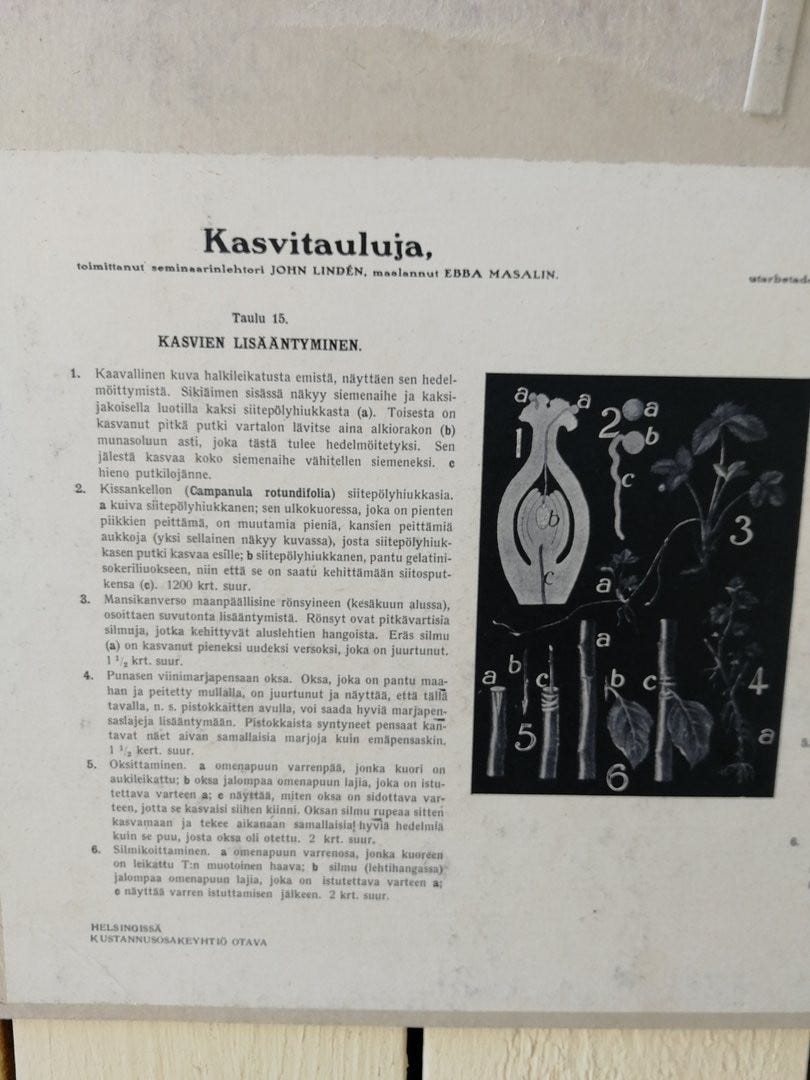 Kasvitauluja,
toimittanut seminaarinlehtori JOHN LINDÉN, maalannut EBBA MASALIN.
utarbetade
Taulu 15.
KASVIEN LISÄÄNTYMINEN.
1. Kaavallinen kuva halkileikatusta emistä, näyttäen sen hedel-
möittymistä. Sikiäimen sisässä näkyy siemenaihe ja kaksi-
jakoisella luotilla kaksi siitepölyhiukkasta (a). Toisesta on
kasvanut pitkä putki vartalon lävitse aina alkiorakon (b)
munasoluun asti, joka tästä tulee hedelmöitetyksi. Sen
jälestä kasvaa koko siemenaihe vähitellen siemeneksi. c
hieno putkilojänne.
2. Kissankellon (Campanula rotundifolia) siitepölyhiukkasia.
a kuiva siitepölyhiukkanen; sen ulkokuoressa, joka on pienten
piikkien peittämä, on muutamia pieniä, kansien peittämiä
aukkoja (yksi sellainen näkyy kuvassa), josta siitepölyhiuk-
kasen putki kasvaa esille; b siitepölyhiukkanen, pantu gelatini-
sokeriliuokseen, niin että se on saatu kehittämään siitosput-
kensa (c). 1200 krt. suur.
3. Mansikanverso maanpäällisine rönsyineen (kesäkuun alussa),
osoittaen suvutonta lisääntymistä. Rönsyt ovat pitkävartisia
silmuja, jotka kehittyvät aluslehtien hangoista. Eräs silmu
(a) on kasvanut pieneksi uudeksi versoksi, joka on juurtunut.
1 1/2 krt. suur.
4. Punasen viinimarjapensaan oksa. Oksa, joka on pantu maa-
han ja peitetty mullalla, on juurtunut ja näyttää, että tällä
tavalla, n. s. pistokkaitten avulla, voi saada hyviä marjapen-
saslajeja lisääntymään. Pistokkaista syntyneet pensaat kan-
tavat näet aivan samallaisia marjoja kuin emäpensaskin.
1 1/2 kert. suur.
5. Oksittaminen. a omenapuun varrenpää, jonka kuori on
aukileikattu; b oksa jalompaa omenapuun lajia, joka on istu-
tettava varteen a; c näyttää, miten oksa on sidottava var-
teen, jotta se kasvaisi siihen kiinni. Oksan silmu rupeaa sitten
kasvamaan ja tekee aikanaan samallaisia hyviä hedelmiä
kuin se puu, josta oksa oli otettu. 2 krt. suur.
6. Silmikoittaminen. a omenapuun varrenosa, jonka kuoreen
on leikattu T:n muotoinen haava; b silmu (lehtihangassa)
jalompaa omenapuun lajia, joka on istutettava varteen a;
c näyttää varren istuttamisen jälkeen. 2 krt. suur.
HELSINGISSÄ
KUSTANNUSOSAKEYHTIÖ OTAVA
a a 2 a
1 b
c
b 3
c a
a
a b c b c 4
5 a
6
5.
6.